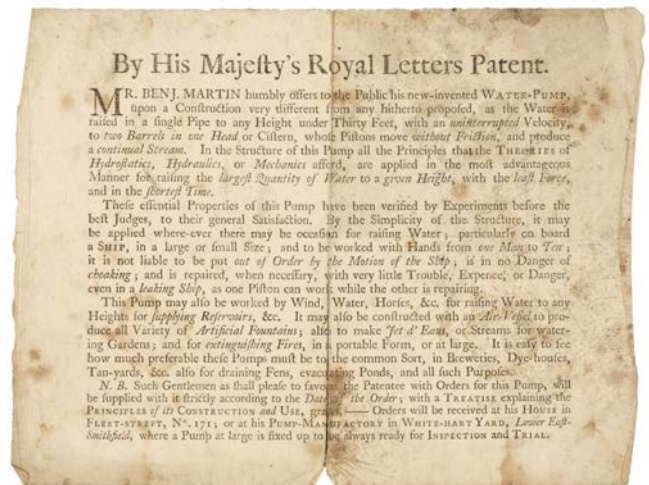 By His Majeſty's Royal Letters Patent.
MR. BENJ. MARTIN humbly offers to the Public his new-invented WATER-PUMP,
upon a Conſtruction very different from any hitherto propoſed, as the Water is
raiſed in a ſingle Pipe to any Height under Thirty Feet, with an uninterrupted Velocity,
to two Barrels in one Head or Ciſtern, whoſe Piſtons move without Friction, and produce
a continual Stream. In the Structure of this Pump all the Principles that the THEORIES of
Hydroſtatics, Hydraulics, or Mechanics afford, are applied in the moſt advantageous
Manner for raiſing the largeſt Quantity of Water to a given Height, with the leaſt Force,
and in the ſhorteſt Time.
Theſe eſſential Properties of this Pump have been verified by Experiments before the
beſt Judges, to their general Satisfaction. By the Simplicity of the Structure, it may
be applied where-ever there may be occaſion for raiſing Water; particularly on board
a SHIP, in a large or ſmall Size; and to be worked with Hands from one Man to Ten;
it is not liable to be put out of Order by the Motion of the Ship; is in no Danger of
choaking; and is repaired, when neceſſary, with very little Trouble, Expence, or Danger,
even in a leaking Ship, as one Piſton can work while the other is repairing.
This Pump may alſo be worked by Wind, Water, Horſes, &c. for raiſing Water to any
Heights for ſupplying Reſervoirs, &c. It may alſo be conſtructed with an Air-Veſſel to pro-
duce all Variety of Artificial Fountains; alſo to make Jet d'Eaus, or Streams for water-
ing Gardens; and for extinguiſhing Fires, in a portable Form, or at large. It is eaſy to ſee
how much preferable theſe Pumps muſt be to the common Sort, in Breweries, Dye-houſes,
Tan-yards, &c. alſo for draining Fens, evacuating Ponds, and all ſuch Purpoſes.
N. B. Such Gentlemen as ſhall pleaſe to favour the Patentee with Orders for this Pump, will
be ſupplied with it ſtrictly according to the Date of the Order; with a TREATISE explaining the
PRINCIPLES of its CONSTRUCTION and USE, gratis.—— Orders will be received at his HOUSE in
FLEET-STREET, Nº. 171; or at his PUMP-MANUFACTORY in WHITE-HART YARD, Lower Eaſt-
Smithfield, where a Pump at large is fixed up to be always ready for INSPECTION and TRIAL.